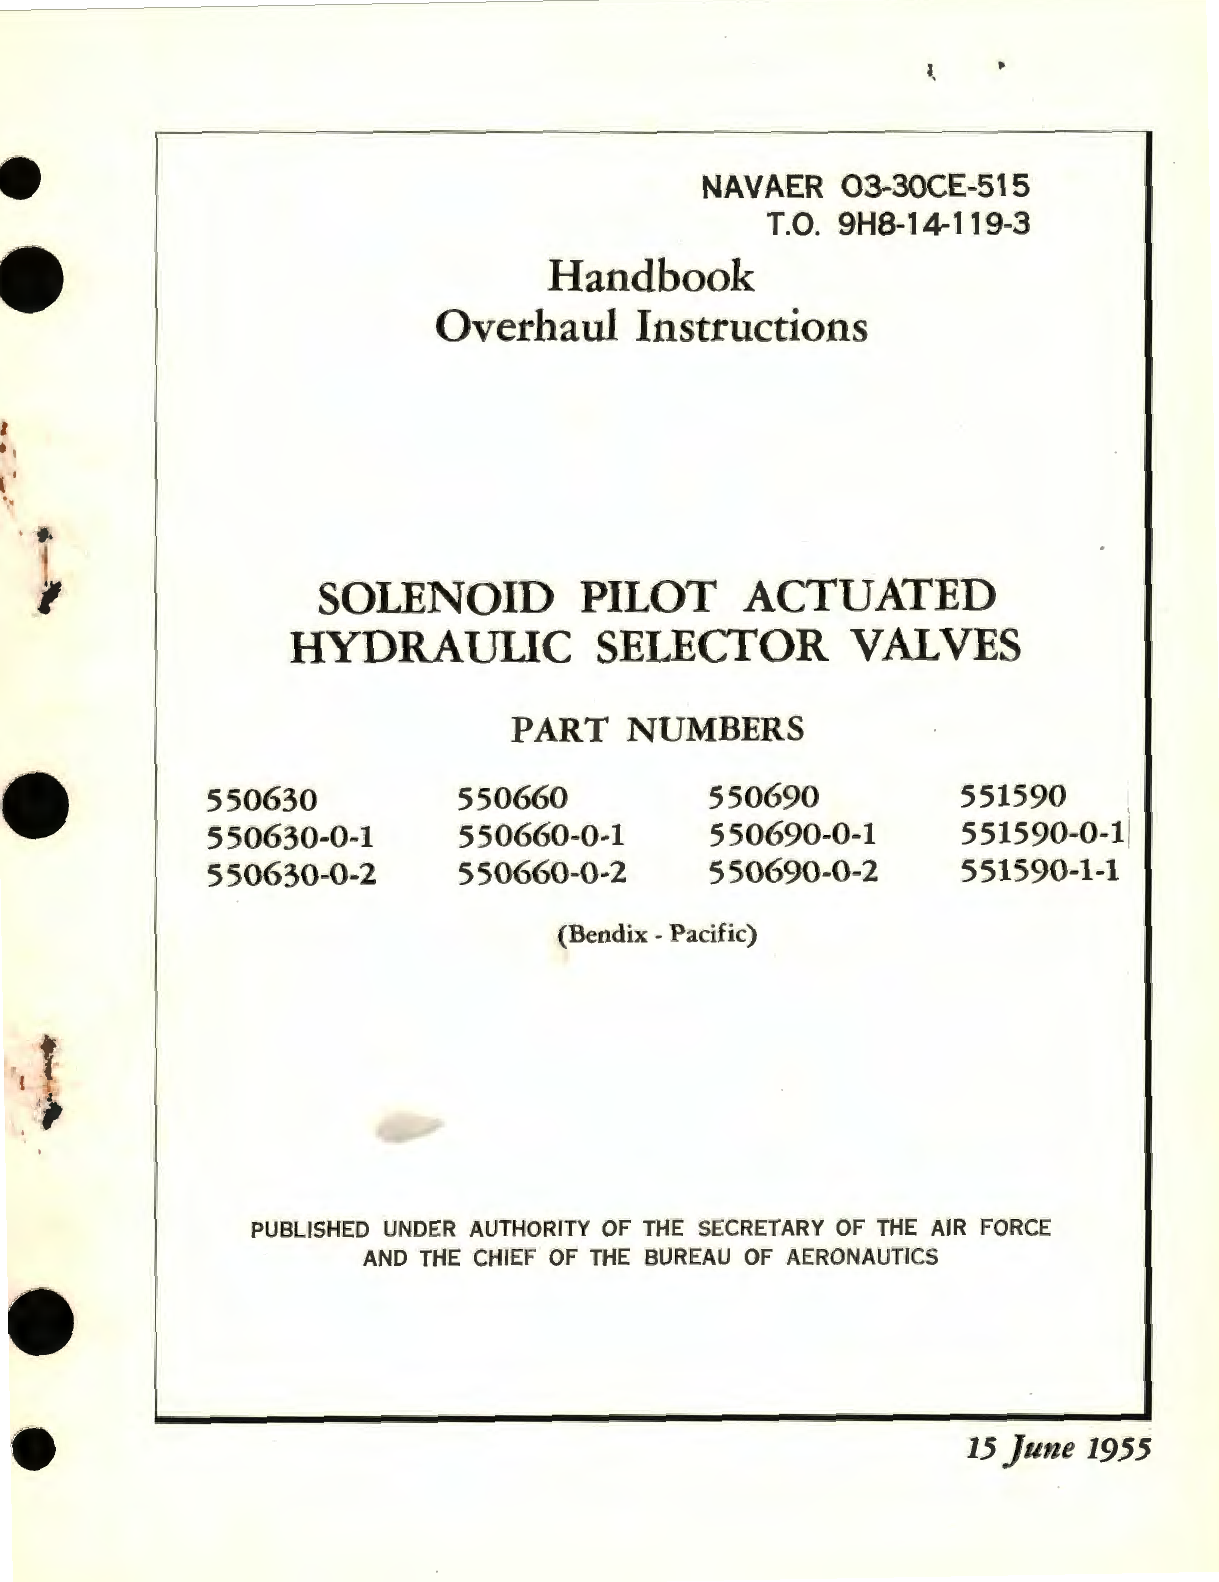 NAVAER 03-30CE-515
T.O. 9H8-14-119-3
Handbook
Overhaul Instructions
SOLENOID PILOT ACTUATED
HYDRAULIC SELECTOR VALVES
PART NUMBERS
550630 550660 550690 551590
550630-0-1 550660-0-1 550690-0-1 551590-0-1
550630-0-2 550660-0-2 550690-0-2 551590-1-1
(Bendix - Pacific)
PUBLISHED UNDER AUTHORITY OF THE SECRETARY OF THE AIR FORCE
AND THE CHIEF OF THE BUREAU OF AERONAUTICS
15 June 1955